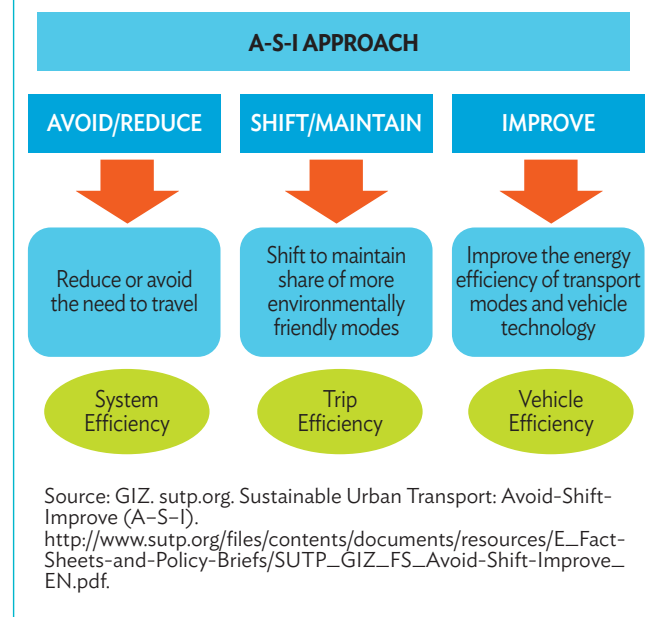 A-S-I APPROACH
AVOID/REDUCE
SHIFT/MAINTAIN
IMPROVE
Reduce or avoid
the need to travel
Shift to maintain
share of more
environmentally
friendly modes
Improve the energy
efficiency of transport
modes and vehicle
technology
System
Efficiency
Trip
Efficiency
Vehicle
Efficiency
Source: GIZ. sutp.org. Sustainable Urban Transport: Avoid-Shift-
Improve (A–S–I).
http://www.sutp.org/files/contents/documents/resources/E_Fact-
Sheets-and-Policy-Briefs/SUTP_GIZ_FS_Avoid-Shift-Improve_
EN.pdf.